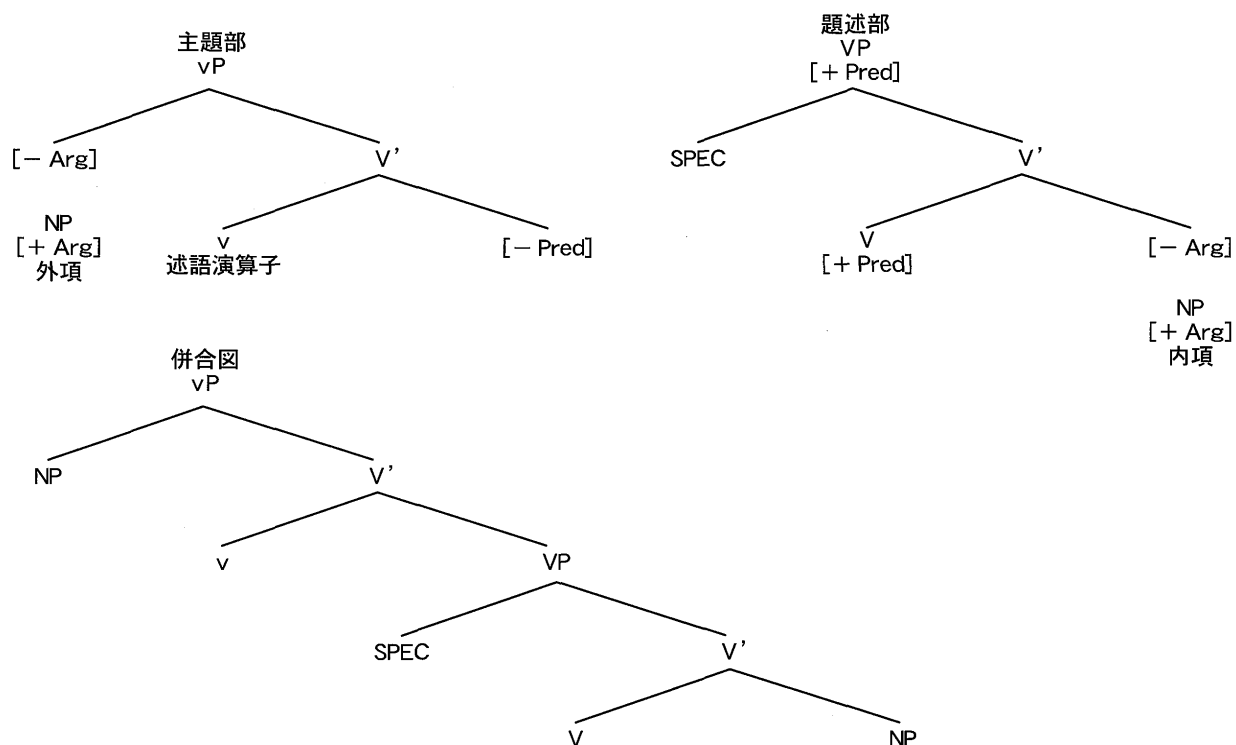 主題部
vP
[− Arg]
V’
NP
[+ Arg]
外項
v
述語演算子
[− Pred]
題述部
VP
[+ Pred]
SPEC
V’
V
[+ Pred]
[− Arg]
NP
[+ Arg]
内項
併合図
vP
NP
V’
v
VP
SPEC
V’
V
NP